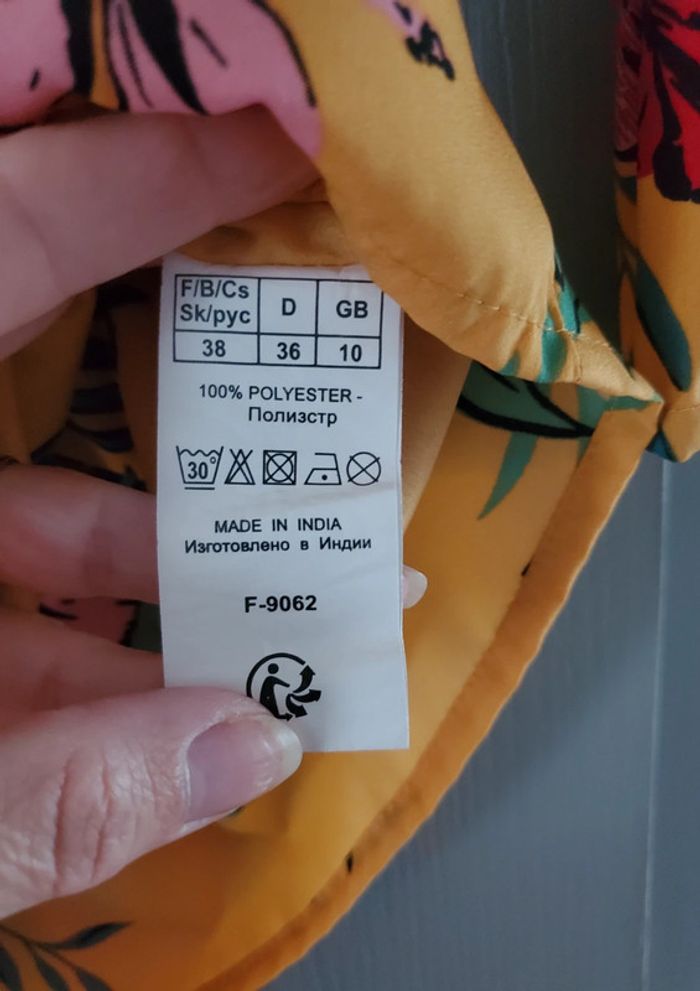 F/B/Cs D GB
Sk/рус
38 36 10
100% POLYESTER -
Полизстр
30°
MADE IN INDIA
Изготовлено в Индии
F-9062